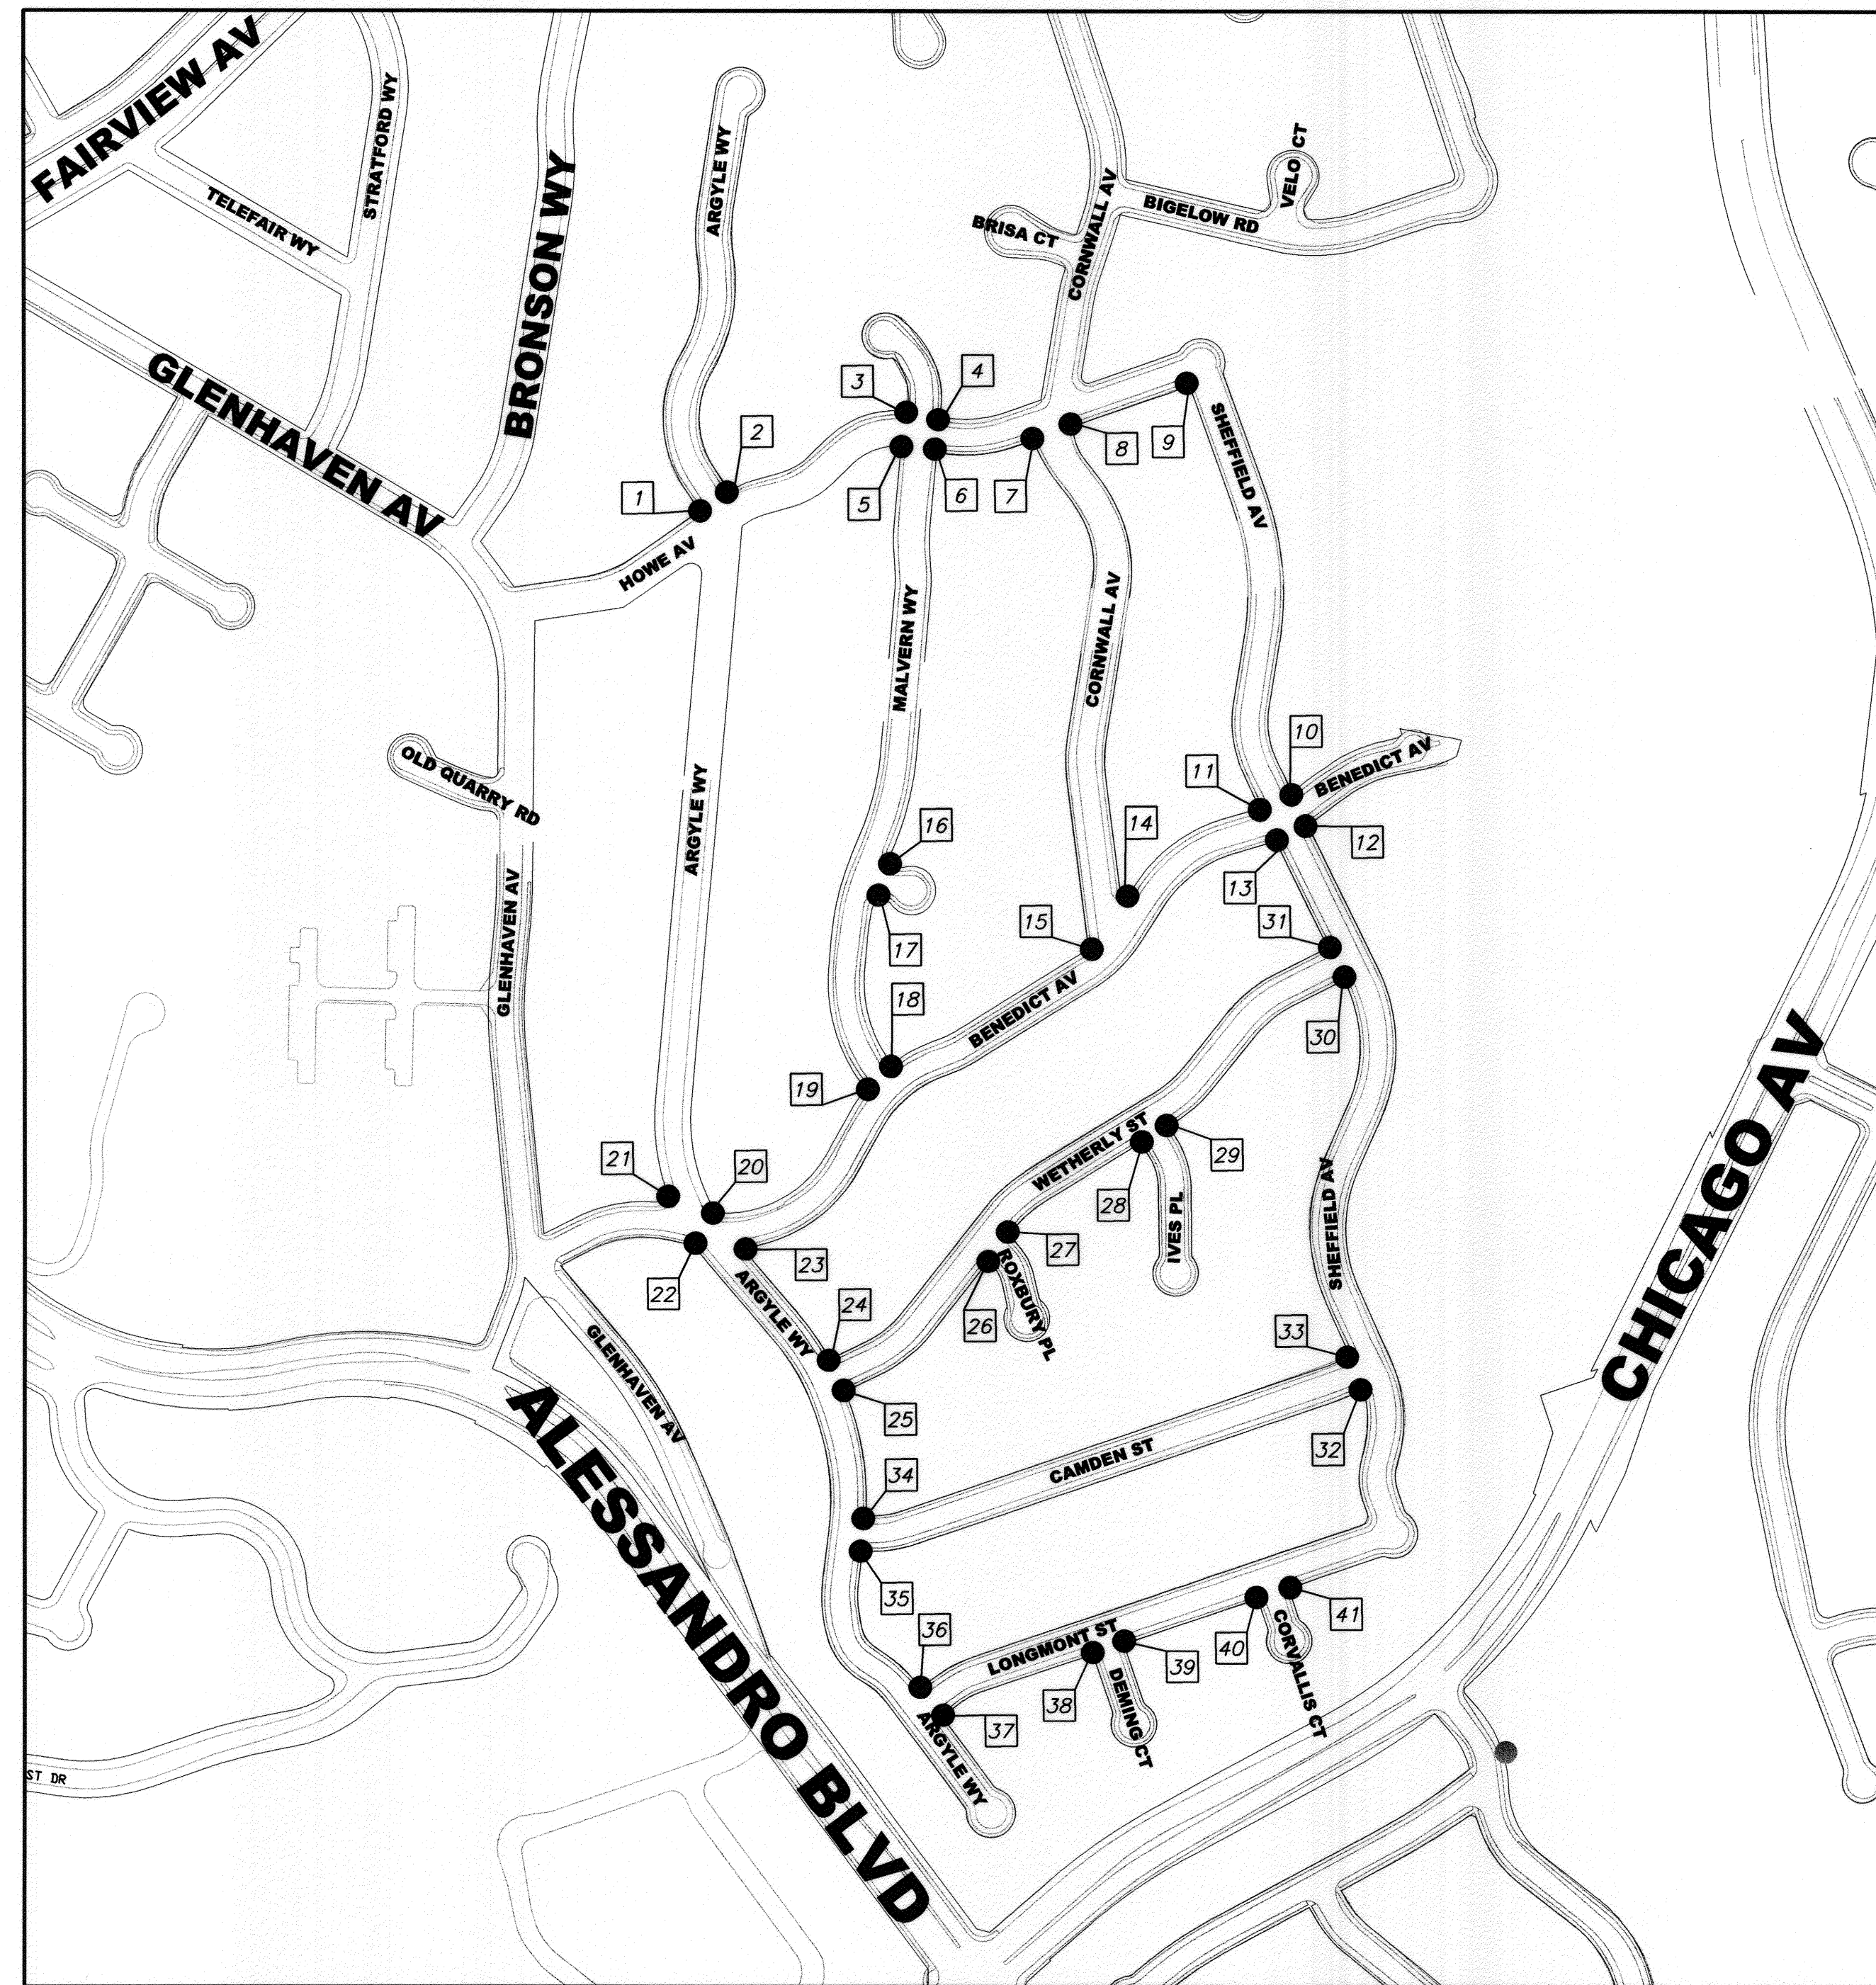 FAIRVIEW AV
STRATFORD WY
TELEFAIR WY
BRONSON WY
ARGYLE WY
BRISA CT
CORNWALL AV
BIGELOW RD
VELO CT
GLENHAVEN AV
3
4
2
1
5
6
7
8
9
SHEFFIELD AV
HOWE AV
MALVERN WY
CORNWALL AV
OLD QUARRY RD
ARGYLE WY
10
11
BENEDICT AV
12
13
14
16
15
31
17
GLENHAVEN AV
18
BENEDICT AV
30
19
CHICAGO AV
21
20
WETHERLY ST
29
28
IVES PL
SHEFFIELD AV
22
23
27
ROXBURY PL
26
ARGYLE WY
24
33
GLENHAVEN AV
25
32
ALESSANDRO BLVD
34
CAMDEN ST
35
36
LONGMONT ST
41
40
CORVALLIS CT
39
38
DEMING CT
37
ARGYLE WY
ST DR